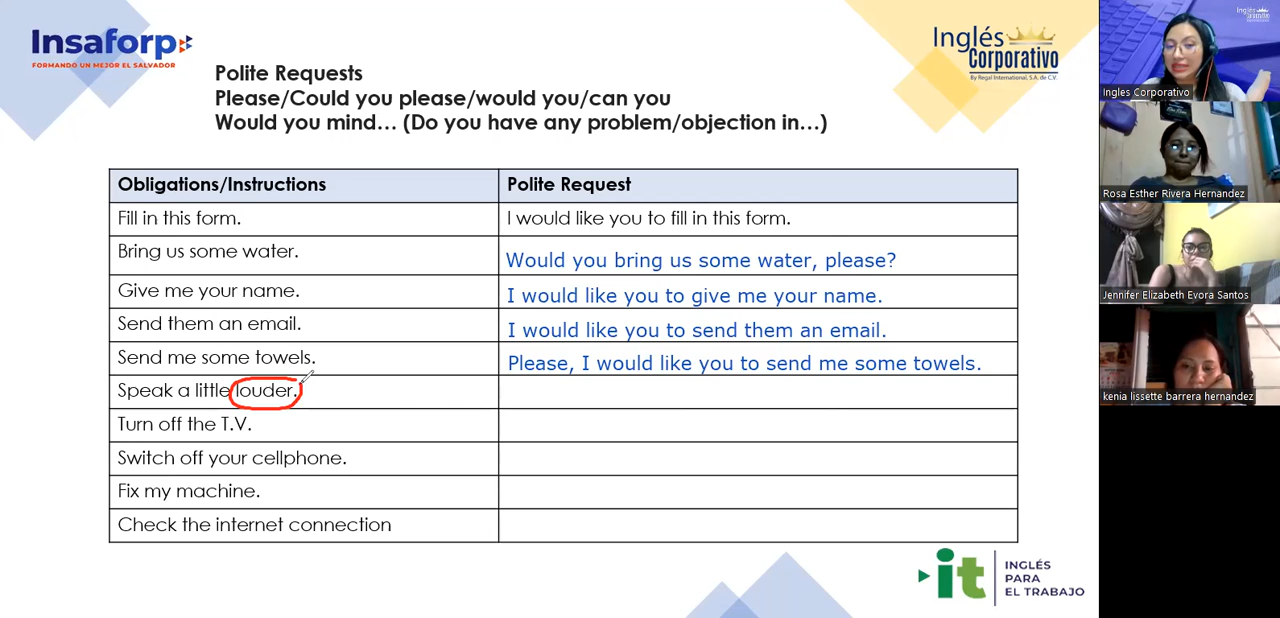 Insaforp
FORMANDO UN MEJOR EL SALVADOR
Inglés
Corporativo
By Regal International, S.A. de C.V.
Polite Requests
Please/Could you please/would you/can you
Would you mind... (Do you have any problem/objection in...)
Obligations/Instructions
Polite Request
Fill in this form.
I would like you to fill in this form.
Bring us some water.
Would you bring us some water, please?
Give me your name.
I would like you to give me your name.
Send them an email.
I would like you to send them an email.
Send me some towels.
Please, I would like you to send me some towels.
Speak a little louder.
Turn off the T.V.
Switch off your cellphone.
Fix my machine.
Check the internet connection
it
INGLÉS
PARA
EL TRABAJO
Ingles Corporativo
Rosa Esther Rivera Hernandez
Jennifer Elizabeth Evora Santos
kenia lissette barrera hernandez